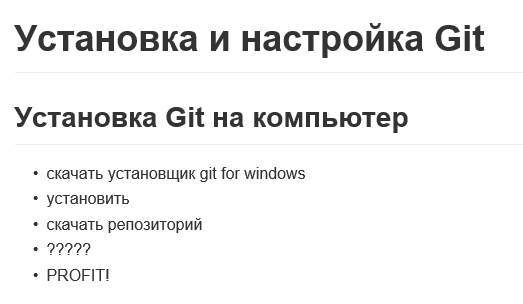 Установка и настройка Git
Установка Git на компьютер
• скачать установщик git for windows
• установить
• скачать репозиторий
• ?????
• PROFIT!